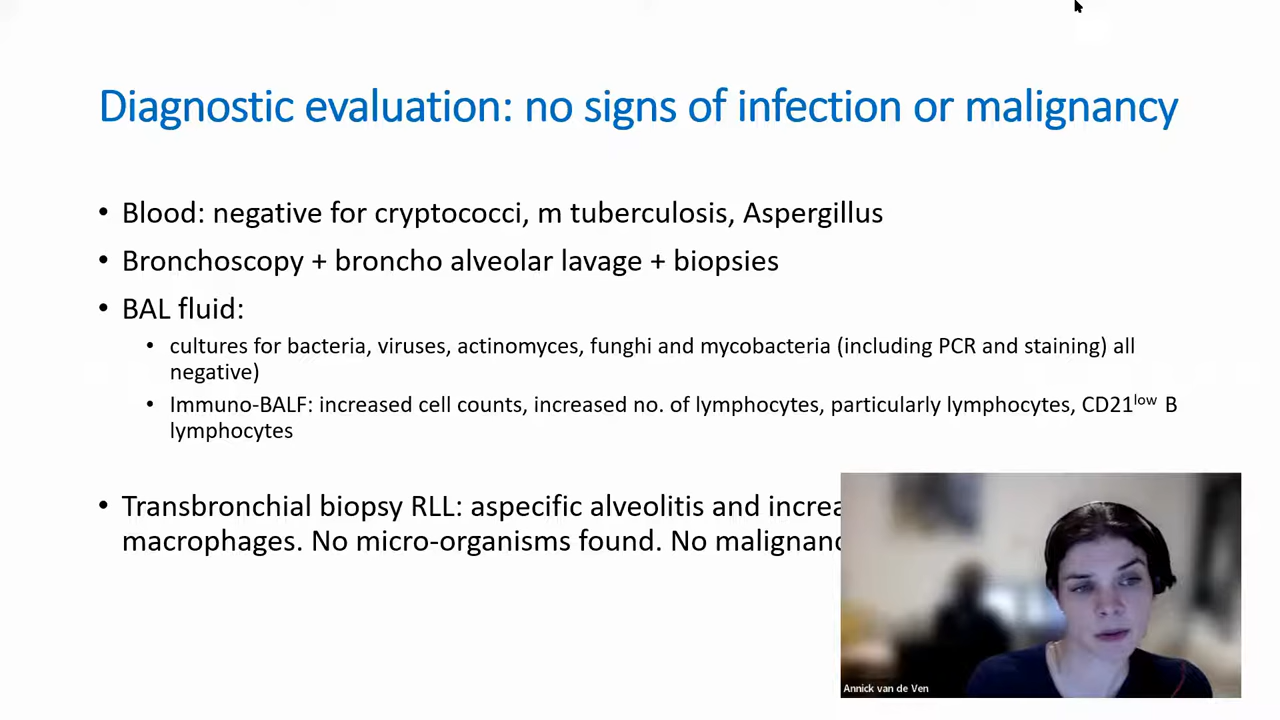 Diagnostic evaluation: no signs of infection or malignancy
• Blood: negative for cryptococci, m tuberculosis, Aspergillus
• Bronchoscopy + broncho alveolar lavage + biopsies
• BAL fluid:
• cultures for bacteria, viruses, actinomyces, funghi and mycobacteria (including PCR and staining) all
negative)
• Immuno-BALF: increased cell counts, increased no. of lymphocytes, particularly lymphocytes, CD21low B
lymphocytes
• Transbronchial biopsy RLL: aspecific alveolitis and
macrophages. No micro-organisms found. No
Annick van de Ven